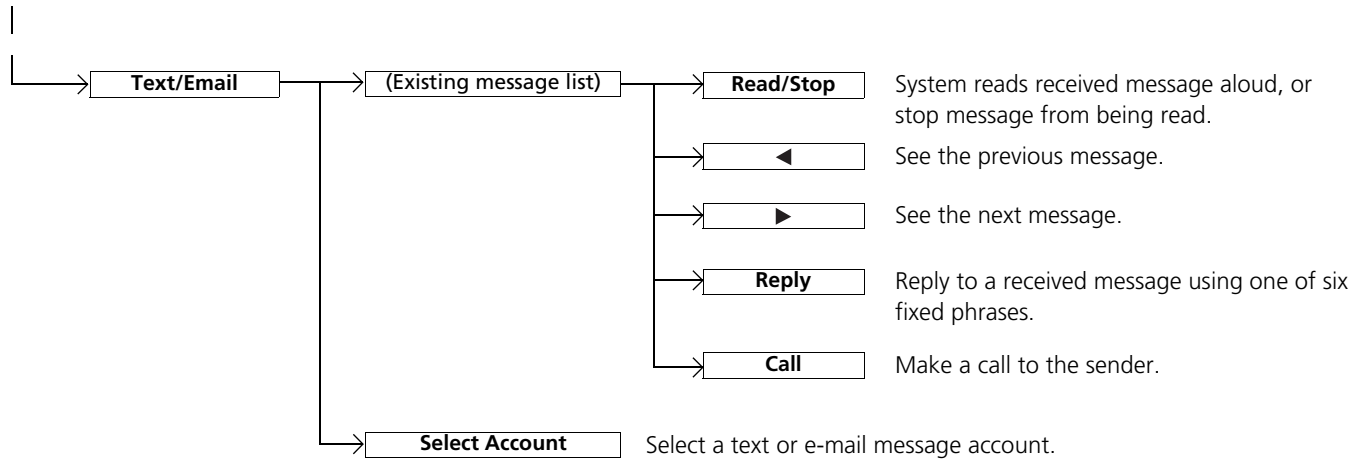 Text/Email
(Existing message list)
Read/Stop
System reads received message aloud, or
stop message from being read.
◀
See the previous message.
▶
See the next message.
Reply
Reply to a received message using one of six
fixed phrases.
Call
Make a call to the sender.
Select Account
Select a text or e-mail message account.